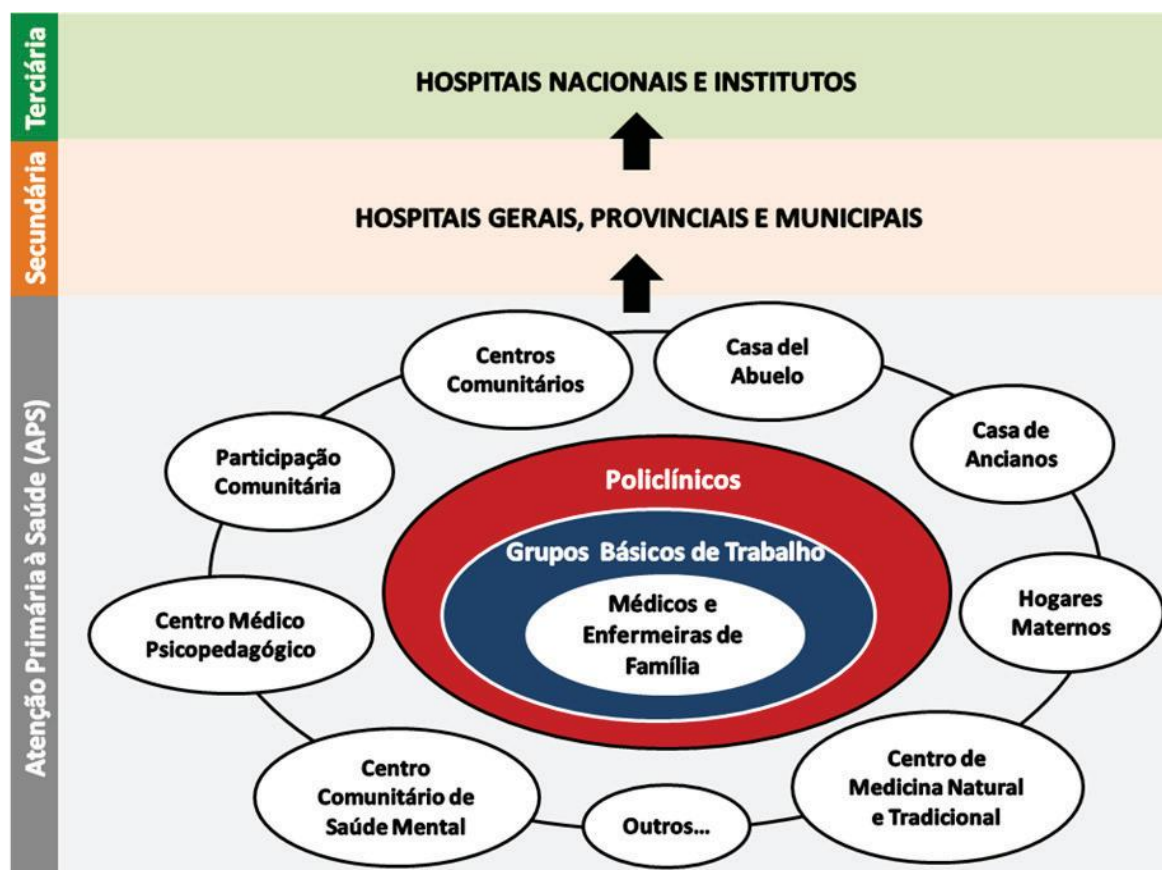 Terciária
HOSPITAIS NACIONAIS E INSTITUTOS
Secundária
HOSPITAIS GERAIS, PROVINCIAIS E MUNICIPAIS
Atenção Primária à Saúde (APS)
Centros
Comunitários
Casa del
Abuelo
Participação
Comunitária
Casa de
Ancianos
Policlínicos
Grupos Básicos de Trabalho
Médicos e
Enfermeiras de
Família
Centro Médico
Psicopedagógico
Hogares
Maternos
Centro
Comunitário de
Saúde Mental
Outros...
Centro de
Medicina Natural
e Tradicional